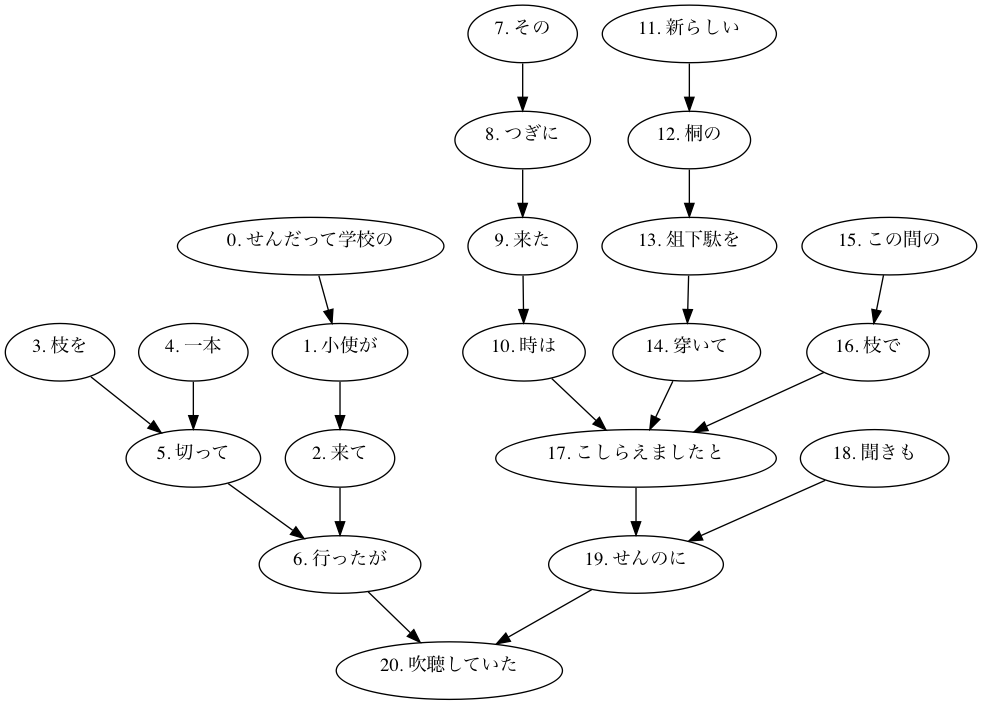 7. その
11. 新らしい
8. つぎに
12. 桐の
0. せんだって学校の
9. 来た
13. 俎下駄を
15. この間の
3. 枝を
4. 一本
1. 小使が
10. 時は
14. 穿いて
16. 枝で
5. 切って
2. 来て
17. こしらえましたと
18. 聞きも
6. 行ったが
19. せんのに
20. 吹聴していた